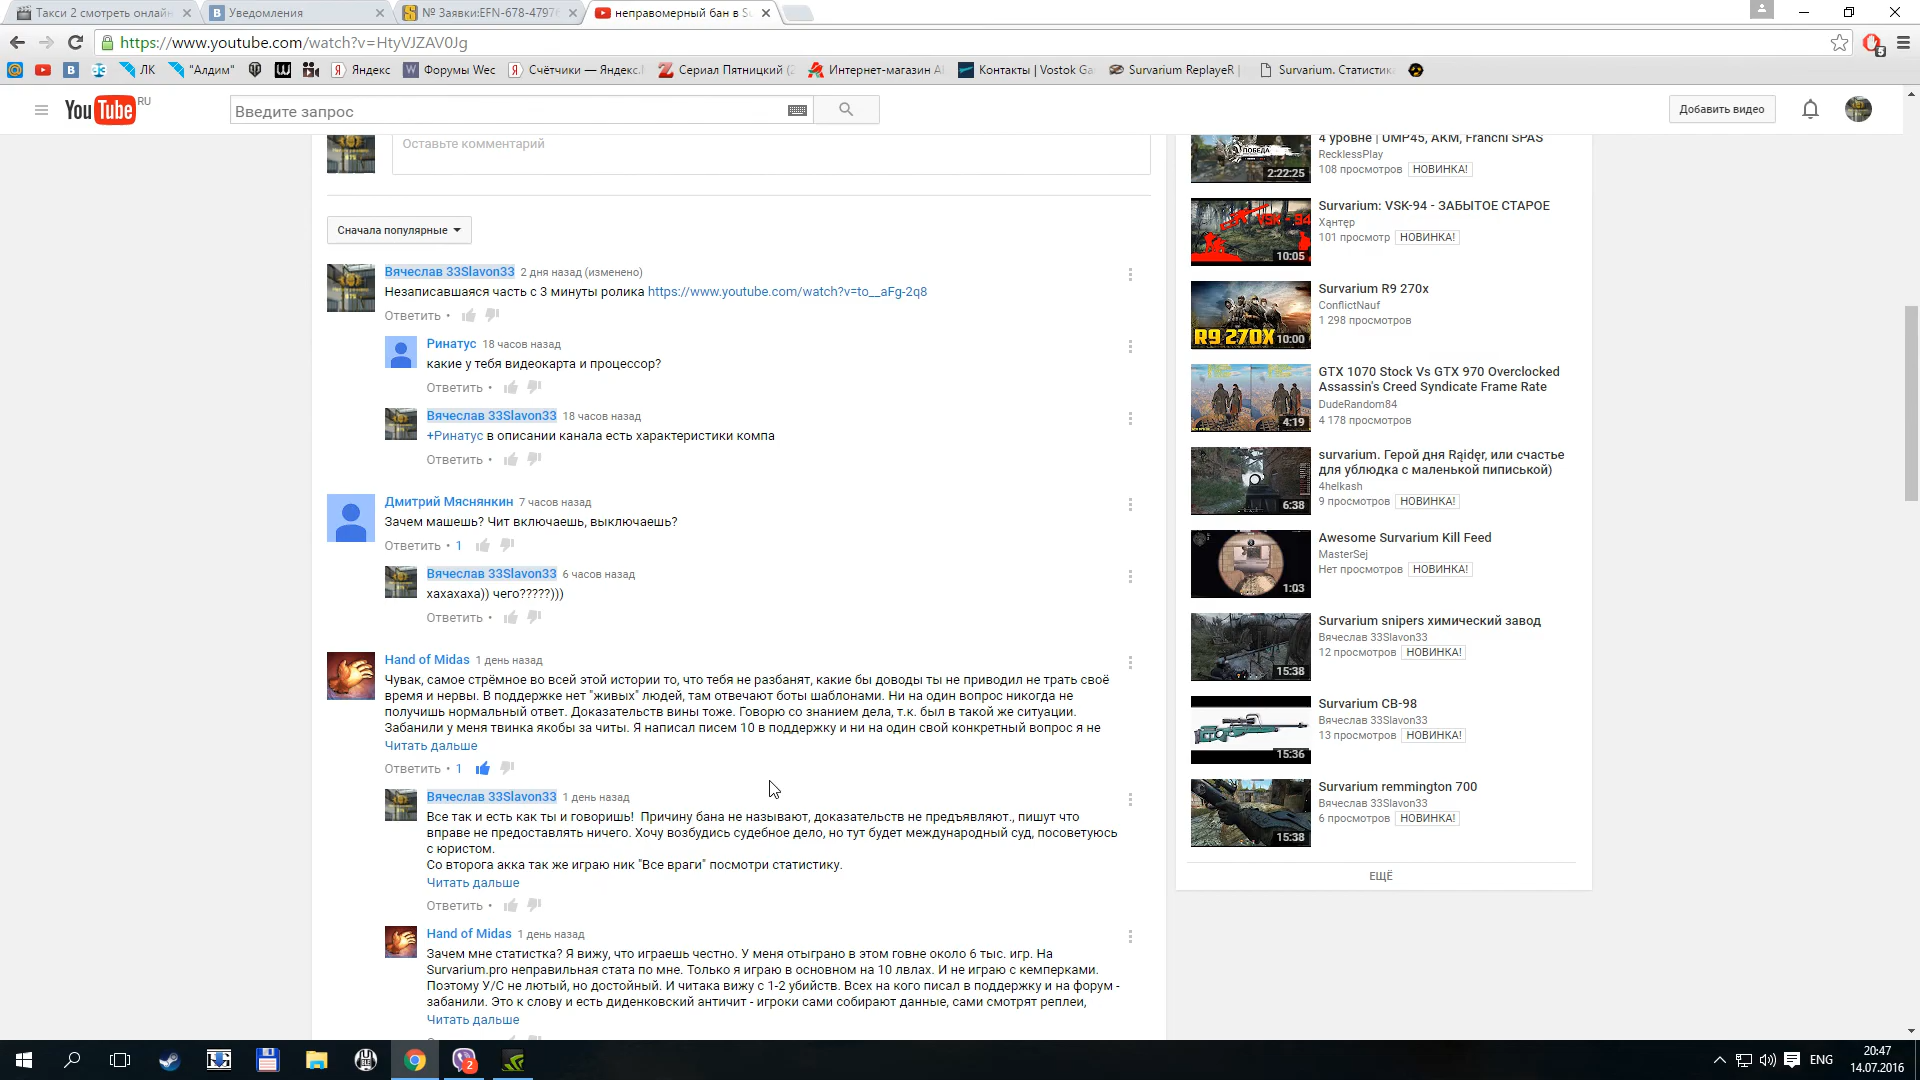 Такси 2 смотреть онлайн
Уведомления
№ Заявки:EFN-678-4797
неправомерный бан в Su
https://www.youtube.com/watch?v=HtyVJZAV0Jg
ЛК
"Алдим"
Яндекс
Форумы Wec
Счётчики — Яндекс.
Сериал Пятницкий (
Интернет-магазин
Контакты | Vostok Ga
Survarium ReplayeR |
Survarium. Статистика
YouTube RU
Введите запрос
Добавить видео
Оставьте комментарий
Сначала популярные
Вячеслав 33Slavon33 2 дня назад (изменено)
Незаписавшаяся часть с 3 минуты ролика https://www.youtube.com/watch?v=to__aFg-2q8
Ответить •
Ринатус 18 часов назад
какие у тебя видеокарта и процессор?
Ответить •
Вячеслав 33Slavon33 18 часов назад
+Ринатус в описании канала есть характеристики компа
Ответить •
Дмитрий Мяснянкин 7 часов назад
Зачем машешь? Чит включаешь, выключаешь?
Ответить • 1
Вячеслав 33Slavon33 6 часов назад
хахахаха)) чего?????)))
Ответить •
Hand of Midas 1 день назад
Чувак, самое стрёмное во всей этой истории то, что тебя не разбанят, какие бы доводы ты не приводил не трать своё
время и нервы. В поддержке нет "живых" людей, там отвечают боты шаблонами. Ни на один вопрос никогда не
получишь нормальный ответ. Доказательств вины тоже. Говорю со знанием дела, т.к. был в такой же ситуации.
Забанили у меня твинка якобы за читы. Я написал писем 10 в поддержку и ни на один свой конкретный вопрос я не
Читать дальше
Ответить • 1
Вячеслав 33Slavon33 1 день назад
Все так и есть как ты и говоришь! Причину бана не называют, доказательств не предъявляют., пишут что
вправе не предоставлять ничего. Хочу возбудись судебное дело, но тут будет международный суд, посоветуюсь
с юристом.
Со второга акка так же играю ник "Все враги" посмотри статистику.
Читать дальше
Ответить •
Hand of Midas 1 день назад
Зачем мне статистка? Я вижу, что играешь честно. У меня отыграно в этом говне около 6 тыс. игр. На
Survarium.pro неправильная стата по мне. Только я играю в основном на 10 лвлах. И не играю с кемперками.
Поэтому У/С не лютый, но достойный. И читака вижу с 1-2 убийств. Всех на кого писал в поддержку и на форум -
забанили. Это к слову и есть диденковский античит - игроки сами собирают данные, сами смотрят реплеи,
Читать дальше
ПОБЕДА
2:22:25
4 уровне | UMP45, АКМ, Franchi SPAS
RecklessPlay
108 просмотров НОВИНКА!
VSK - 94
10:05
Survarium: VSK-94 - ЗАБЫТОЕ СТАРОЕ
Хąнтęр
101 просмотр НОВИНКА!
R9 270X
10:00
Survarium R9 270x
ConflictNauf
1 298 просмотров
4:19
GTX 1070 Stock Vs GTX 970 Overclocked
Assassin's Creed Syndicate Frame Rate
DudeRandom84
4 178 просмотров
6:38
survarium. Герой дня Rąidęr, или счастье
для ублюдка с маленькой пиписькой)
4helkash
9 просмотров НОВИНКА!
1:03
Awesome Survarium Kill Feed
MasterSej
Нет просмотров НОВИНКА!
15:38
Survarium snipers химический завод
Вячеслав 33Slavon33
12 просмотров НОВИНКА!
15:36
Survarium СВ-98
Вячеслав 33Slavon33
13 просмотров НОВИНКА!
15:38
Survarium remmington 700
Вячеслав 33Slavon33
6 просмотров НОВИНКА!
ЕЩЁ
2
ENG
20:47
14.07.2016